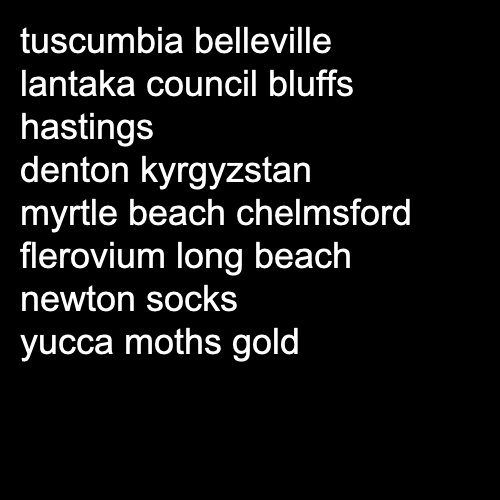 tuscumbia belleville
lantaka council bluffs
hastings
denton kyrgyzstan
myrtle beach chelmsford
flerovium long beach
newton socks
yucca moths gold